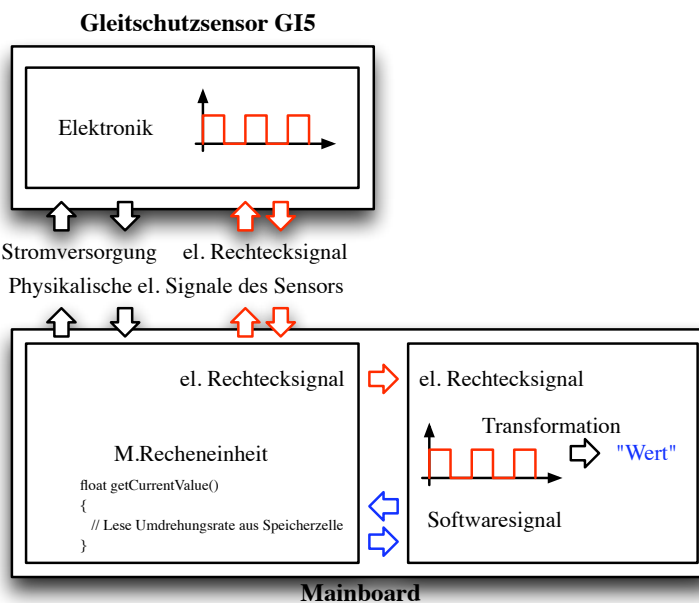 Gleitschutzsensor GI5
Elektronik
Stromversorgung
el. Rechtecksignal
Physikalische el. Signale des Sensors
el. Rechtecksignal
M.Recheneinheit
float getCurrentValue()
{
// Lese Umdrehungsrate aus Speicherzelle
}
el. Rechtecksignal
Transformation
"Wert"
Softwaresignal
Mainboard